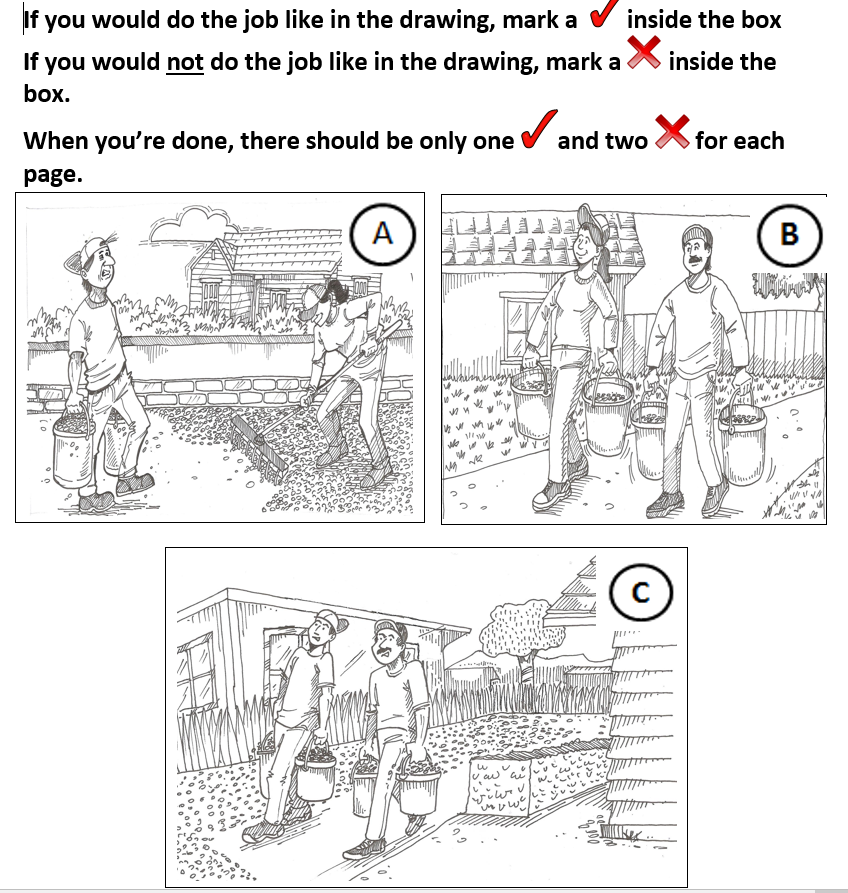 If you would do the job like in the drawing, mark a inside the box
If you would not do the job like in the drawing, mark a inside the
box.
When you’re done, there should be only one and two for each
page.
A
B
C